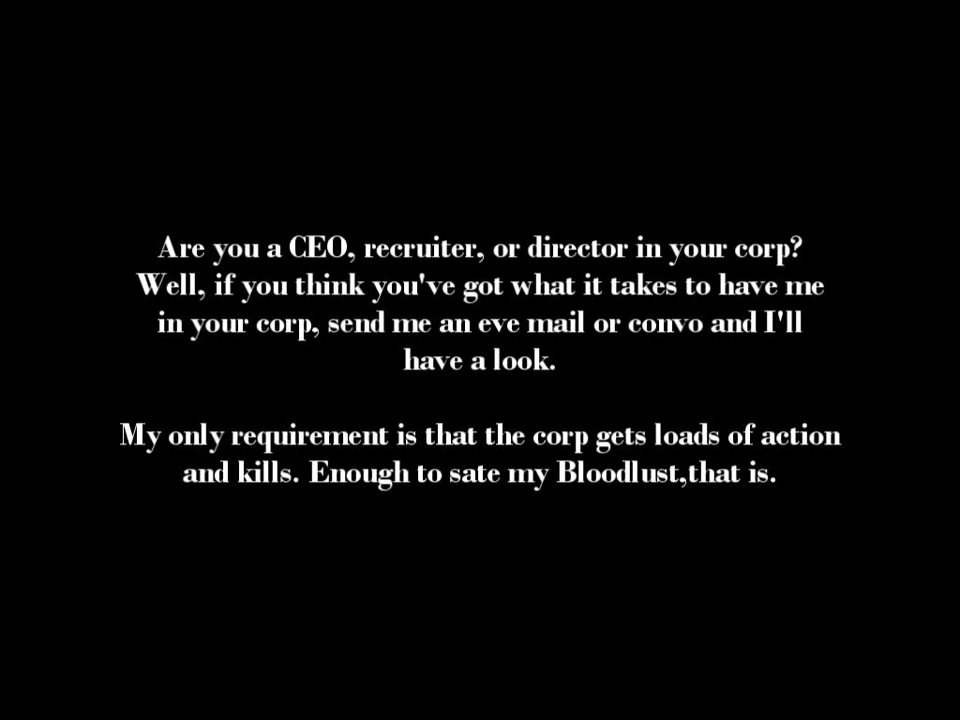 Are you a CEO, recruiter, or director in your corp?
Well, if you think you've got what it takes to have me
in your corp, send me an eve mail or convo and I'll
have a look.
My only requirement is that the corp gets loads of action
and kills. Enough to sate my Bloodlust,that is.